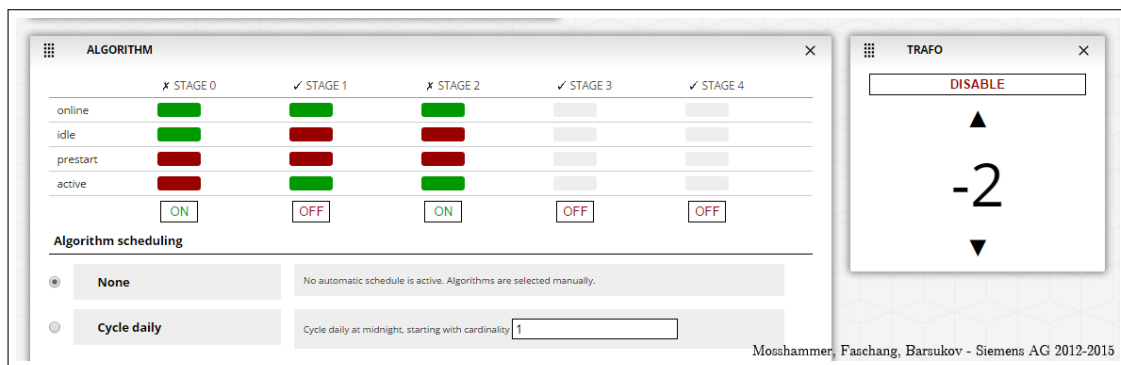 ALGORITHM ×
✗ STAGE 0 ✓ STAGE 1 ✗ STAGE 2 ✓ STAGE 3 ✓ STAGE 4
online
idle
prestart
active
ON OFF ON OFF OFF
Algorithm scheduling
None No automatic schedule is active. Algorithms are selected manually.
Cycle daily Cycle daily at midnight, starting with cardinality 1
TRAFO ×
DISABLE
▲
-2
▼
Mosshammer, Faschang, Barsukov - Siemens AG 2012-2015